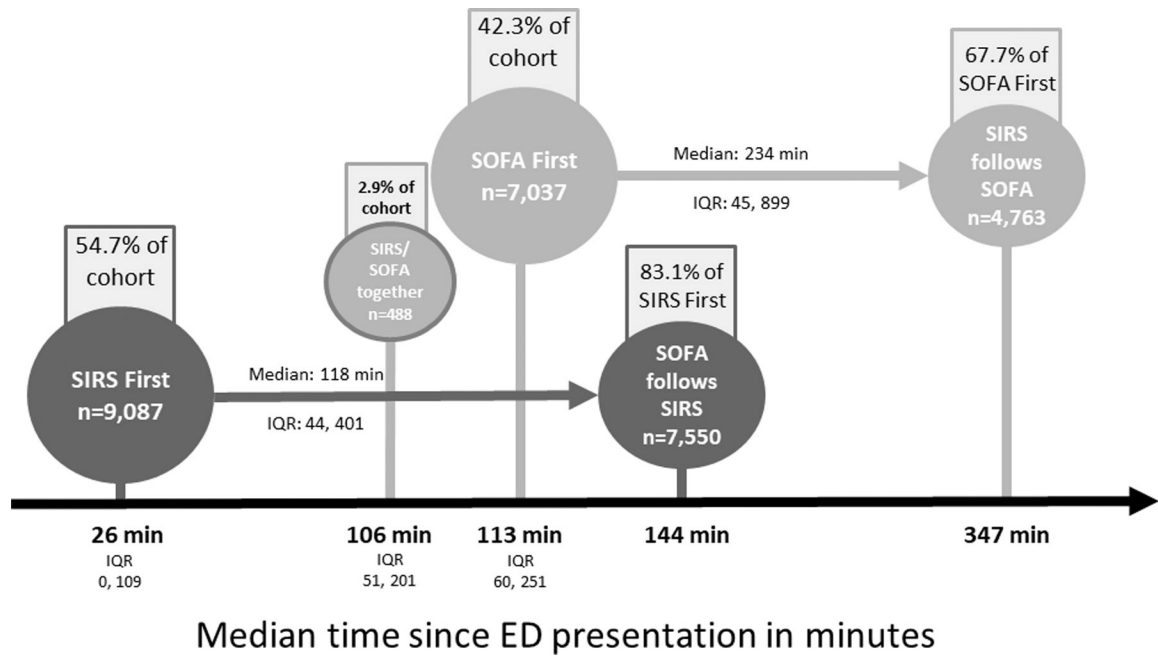 42.3% of
cohort
SOFA First
n=7,037
Median: 234 min
IQR: 45, 899
67.7% of
SOFA First
SIRS
follows
SOFA
n=4,763
2.9% of
cohort
SIRS/
SOFA
together
n=488
54.7% of
cohort
SIRS First
n=9,087
Median: 118 min
IQR: 44, 401
83.1% of
SIRS First
SOFA
follows
SIRS
n=7,550
26 min
IQR
0, 109
106 min
IQR
51, 201
113 min
IQR
60, 251
144 min
347 min
Median time since ED presentation in minutes